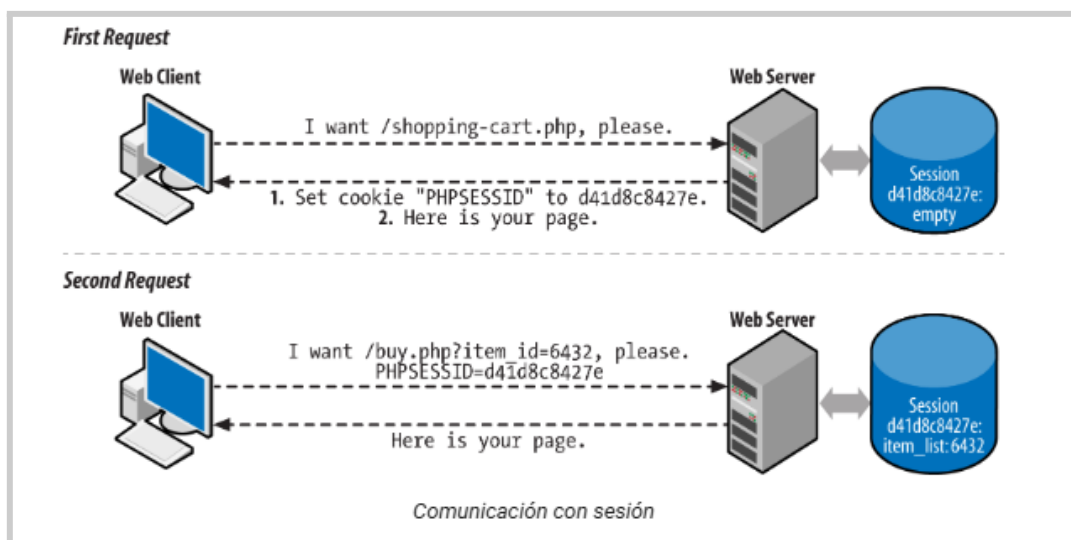 First Request
Web Client
Web Server
I want /shopping-cart.php, please.
1. Set cookie "PHPSESSID" to d41d8c8427e.
2. Here is your page.
Session
d41d8c8427e:
empty
Second Request
Web Client
Web Server
I want /buy.php?item_id=6432, please.
PHPSESSID=d41d8c8427e
Here is your page.
Session
d41d8c8427e:
item_list:6432
Comunicación con sesión